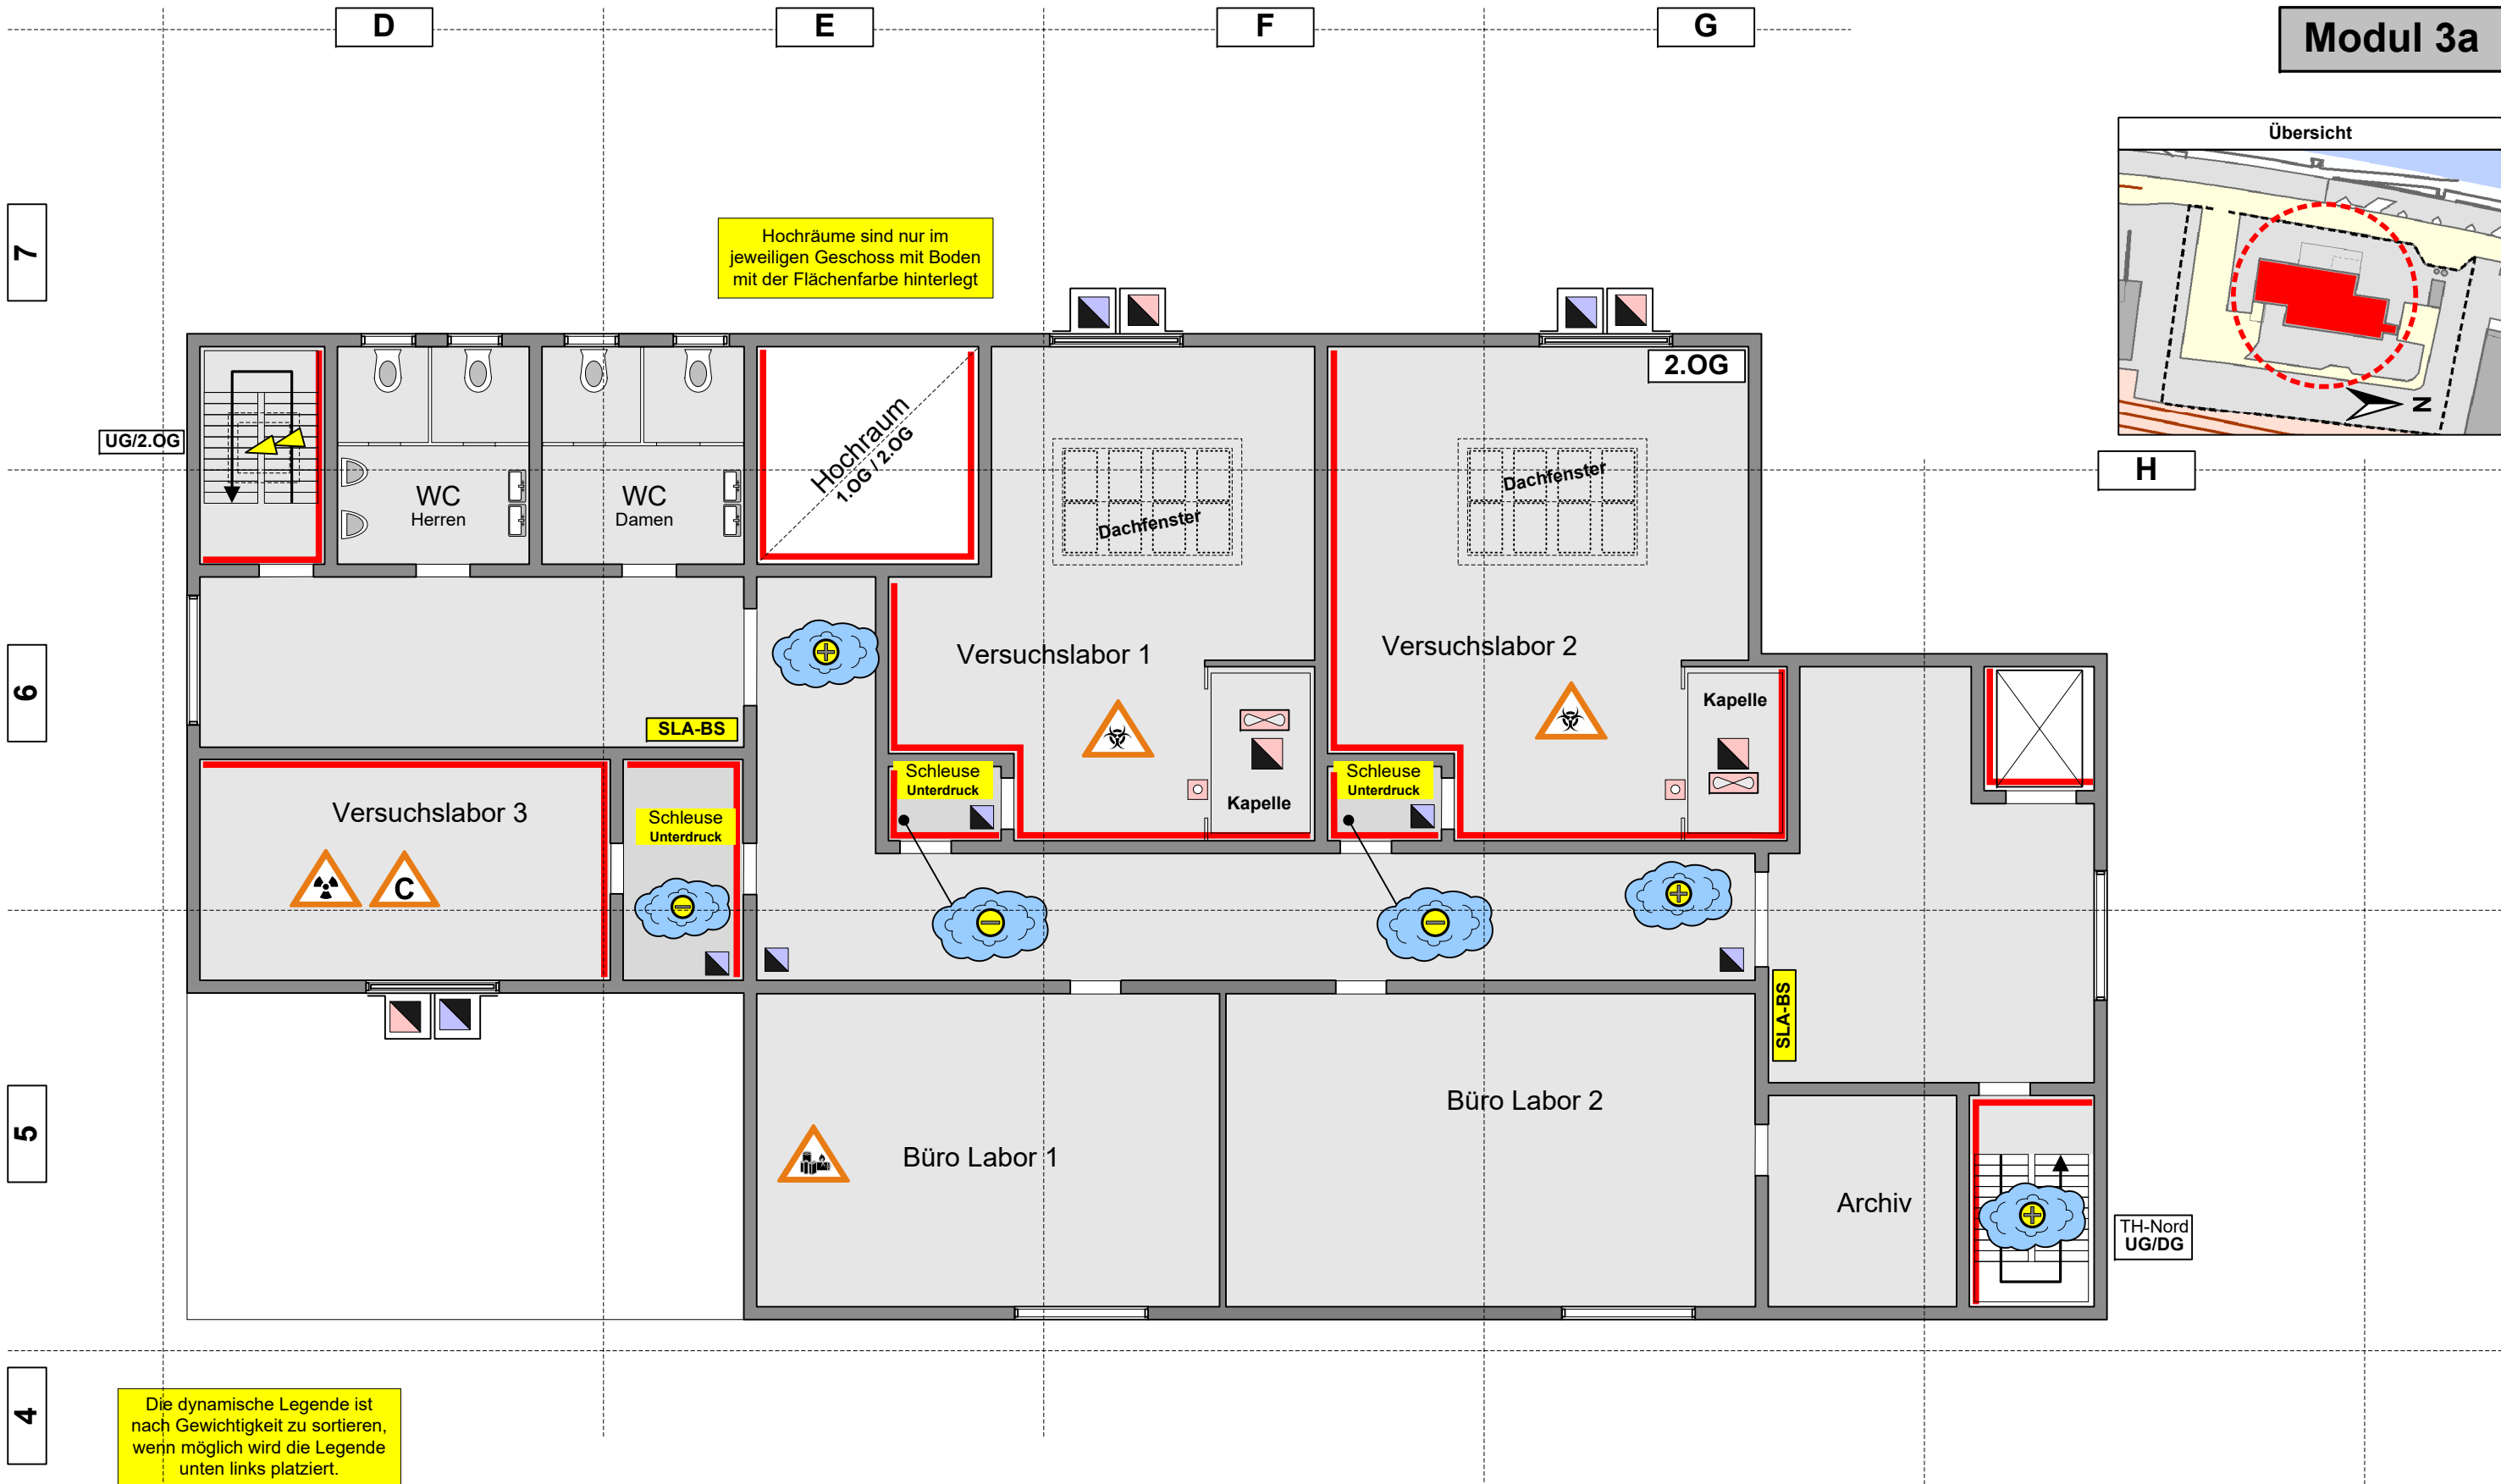 D
E
F
G
Modul 3a
Übersicht
N
7
Hochräume sind nur im
jeweiligen Geschoss mit Boden
mit der Flächenfarbe hinterlegt
2.OG
UG/2.OG
Hochraum
1.OG / 2.OG
Dachfenster
Dachfenster
H
WC
Herren
WC
Damen
6
Versuchslabor 1
Versuchslabor 2
SLA-BS
Kapelle
Schleuse
Unterdruck
Kapelle
Schleuse
Unterdruck
Versuchslabor 3
Schleuse
Unterdruck
C
SLA-BS
5
Büro Labor 1
Büro Labor 2
Archiv
TH-Nord
UG/DG
4
Die dynamische Legende ist
nach Gewichtigkeit zu sortieren,
wenn möglich wird die Legende
unten links platziert.